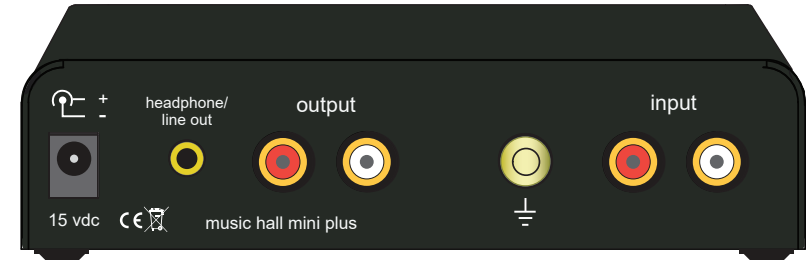 +
-
headphone/
line out
output
input
15 vdc
CE
music hall mini plus